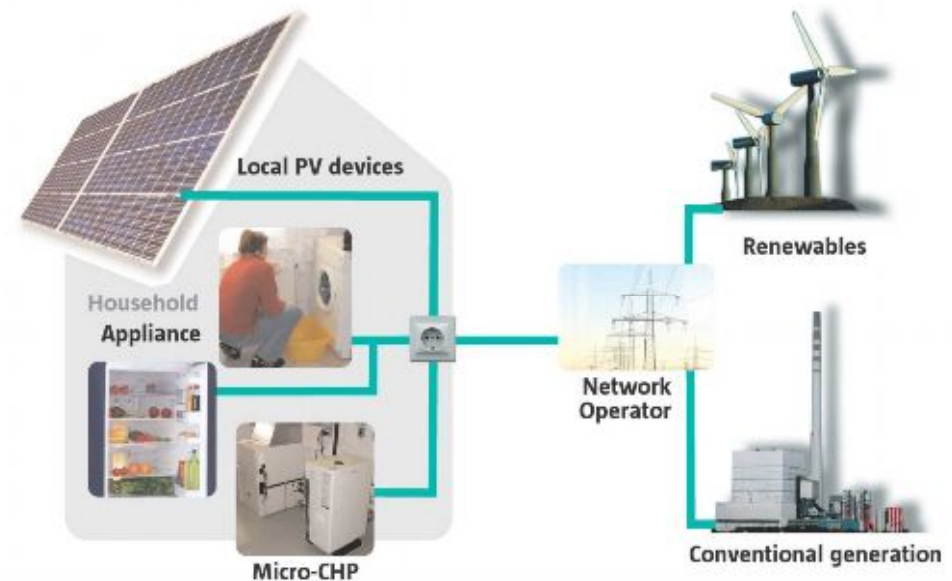 Local PV devices
Renewables
Household
Appliance
Network
Operator
Micro-CHP
Conventional generation